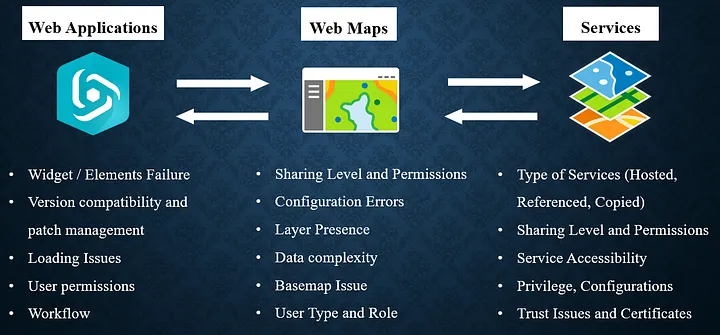 Web Applications
Web Maps
Services
• Widget / Elements Failure
• Version compatibility and
patch management
• Loading Issues
• User permissions
• Workflow
• Sharing Level and Permissions
• Configuration Errors
• Layer Presence
• Data complexity
• Basemap Issue
• User Type and Role
• Type of Services (Hosted,
Referenced, Copied)
• Sharing Level and Permissions
• Service Accessibility
• Privilege, Configurations
• Trust Issues and Certificates